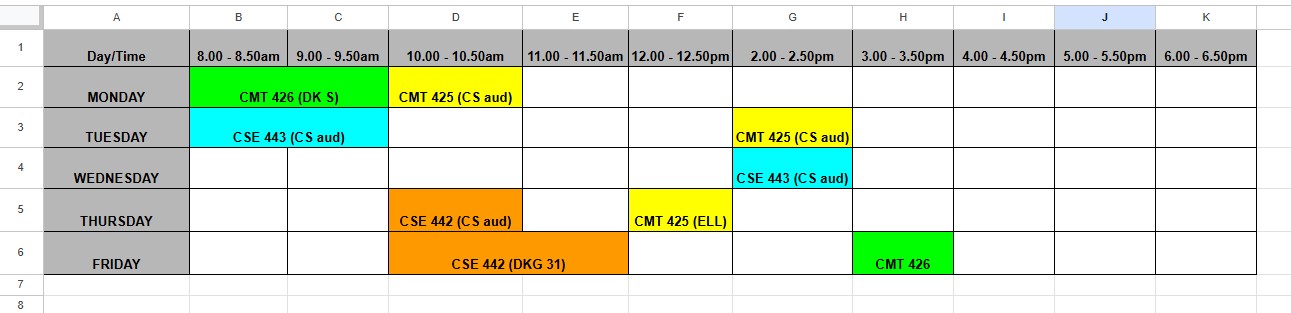 A B C D E F G H I J K
1 Day/Time 8.00 - 8.50am 9.00 - 9.50am 10.00 - 10.50am 11.00 - 11.50am 12.00 - 12.50pm 2.00 - 2.50pm 3.00 - 3.50pm 4.00 - 4.50pm 5.00 - 5.50pm 6.00 - 6.50pm
2 MONDAY CMT 426 (DK S) CMT 425 (CS aud)
3 TUESDAY CSE 443 (CS aud) CMT 425 (CS aud)
4 WEDNESDAY CSE 443 (CS aud)
5 THURSDAY CSE 442 (CS aud) CMT 425 (ELL)
6 FRIDAY CSE 442 (DKG 31) CMT 426
7
8